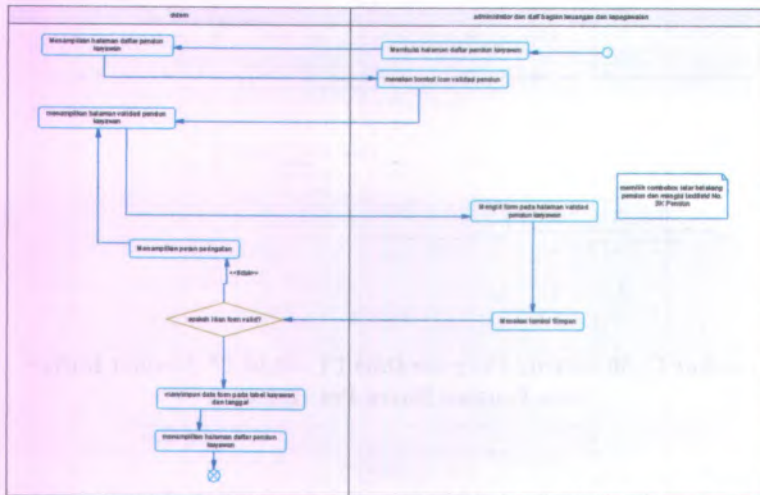 sistem
administrator dan staff bagian keuangan dan kepegawaian
Menampilkan halaman daftar pensiun
karyawan
Membuka halaman daftar pensiun karyawan
menekan tombol icon validasi pensiun
menampilkan halaman validasi pensiun
karyawan
Mengisi form pada halaman validasi
pensiun karyawan
memilih combobox latar belakang
pensiun dan mengisi textfield No.
SK Pensiun
Menampilkan pesan peringatan
<<tidak>>
apakah isian form valid?
Menekan tombol Simpan
menyimpan data form pada tabel karyawan
dan tanggal
menampilkan halaman daftar pensiun
karyawan